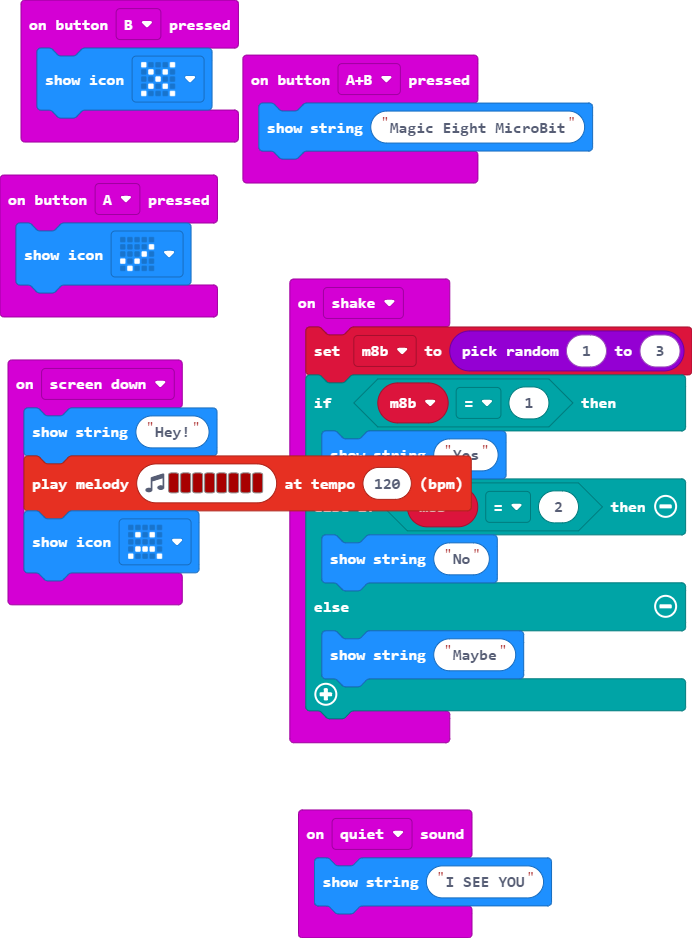 on button B pressed
show icon
on button A+B pressed
show string "Magic Eight MicroBit"
on button A pressed
show icon
on shake
set m8b to pick random 1 to 3
if m8b = 1 then
show string "Yes"
= 2 then
show string "No"
else
show string "Maybe"
on screen down
show string "Hey!"
play melody at tempo 120 (bpm)
show icon
on quiet sound
show string "I SEE YOU"